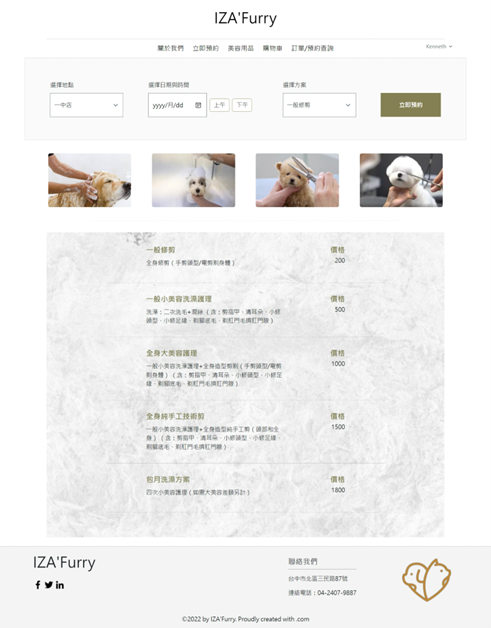 IZA'Furry
關於我們 立即預約 美容用品 購物車 訂單/預約查詢 Kenneth
選擇地點 選擇日期與時間 選擇方案
一中店 yyyy/月/dd 上午 下午 一般修剪 立即預約
一般修剪 價格
全身修剪（手剪頭型/電剪剃身體） 200
一般小美容洗澡護理 價格
洗澡：二次洗毛+潤絲（含：剪指甲、清耳朵、小修 500
頭型、小修足緣、剃腳底毛、剃肛門毛擠肛門腺）
全身大美容護理 價格
一般小美容洗澡護理+全身造型剪剃（手剪頭型/電剪 1000
剃身體）（含：剪指甲、清耳朵、小修頭型、小修足
緣、剃腳底毛、剃肛門毛擠肛門腺）
全身純手工技術剪 價格
一般小美容洗澡護理+全身造型純手工剪（頭部和全 1500
身）（含：剪指甲、清耳朵、小修頭型、小修足緣、
剃腳底毛、剃肛門毛擠肛門腺）
包月洗澡方案 價格
四次小美容護理（如需大美容差額另計） 1800
IZA'Furry 聯絡我們
台中市北區三民路87號
連絡電話：04-2407-9887
©2022 by IZA'Furry. Proudly created with .com